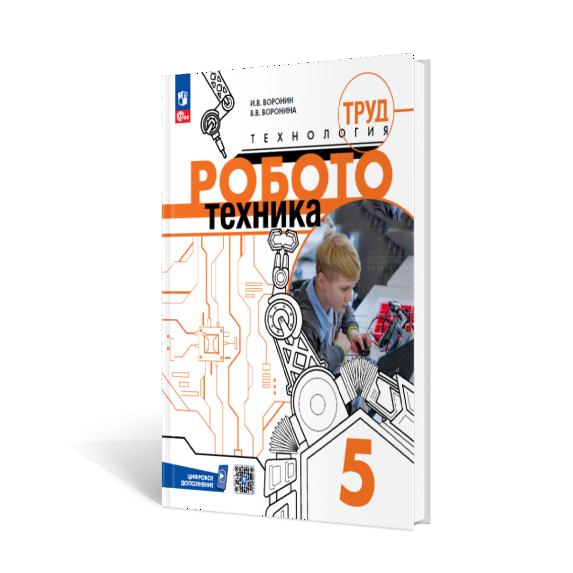 И.В. ВОРОНИН
В.В. ВОРОНИНА
ТРУД
ТЕХНОЛОГИЯ
РОБОТО
техника
5
ЦИФРОВОЕ
ДОПОЛНЕНИЕ